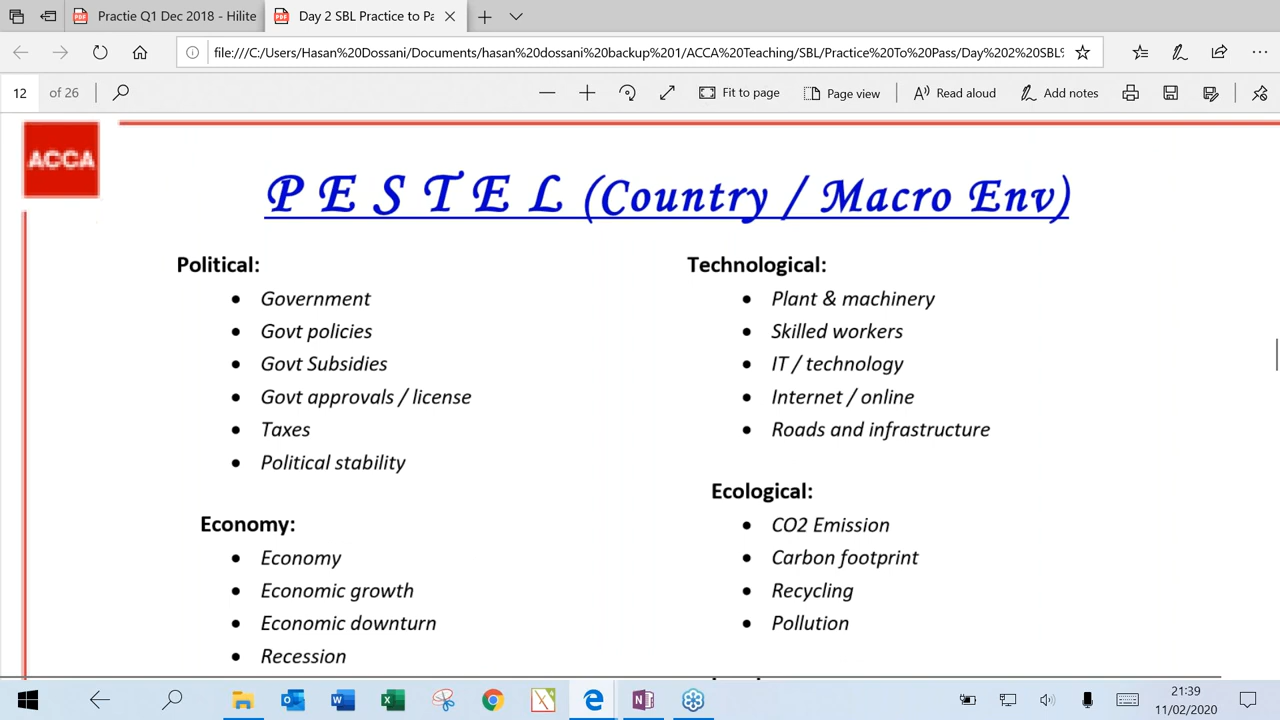 Practie Q1 Dec 2018 - Hilite
Day 2 SBL Practice to Pa
file:///C:/Users/Hasan%20Dossani/Documents/hasan%20dossani%20backup%201/ACCA%20Teaching/SBL/Practice%20To%20Pass/Day%202%20SBL%
12 of 26
Fit to page
Page view
Read aloud
Add notes
ACCA
P E S T E L (Country / Macro Env)
Political:
• Government
• Govt policies
• Govt Subsidies
• Govt approvals / license
• Taxes
• Political stability
Economy:
• Economy
• Economic growth
• Economic downturn
• Recession
Technological:
• Plant & machinery
• Skilled workers
• IT / technology
• Internet / online
• Roads and infrastructure
Ecological:
• CO2 Emission
• Carbon footprint
• Recycling
• Pollution
21:39
11/02/2020